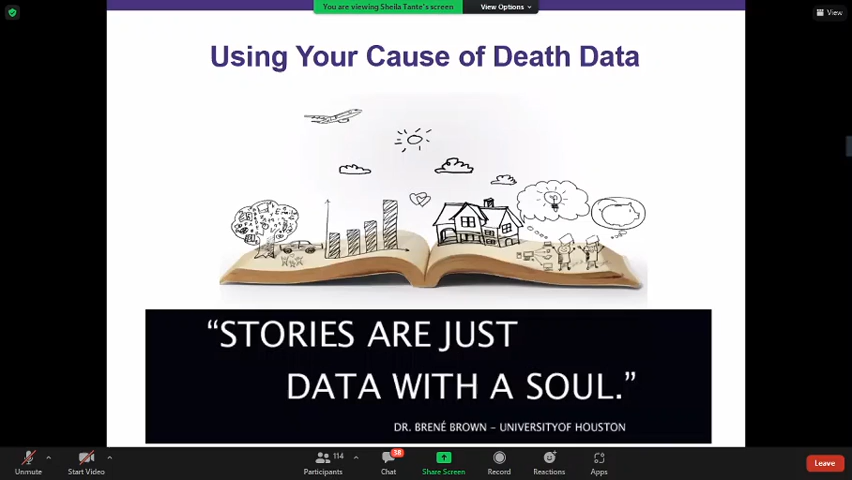 You are viewing Sheila Tante's screen
View Options
View
Using Your Cause of Death Data
“STORIES ARE JUST
DATA WITH A SOUL.”
DR. BRENÉ BROWN – UNIVERSITYOF HOUSTON
114
38
Unmute
Start Video
Participants
Chat
Share Screen
Record
Reactions
Apps
Leave